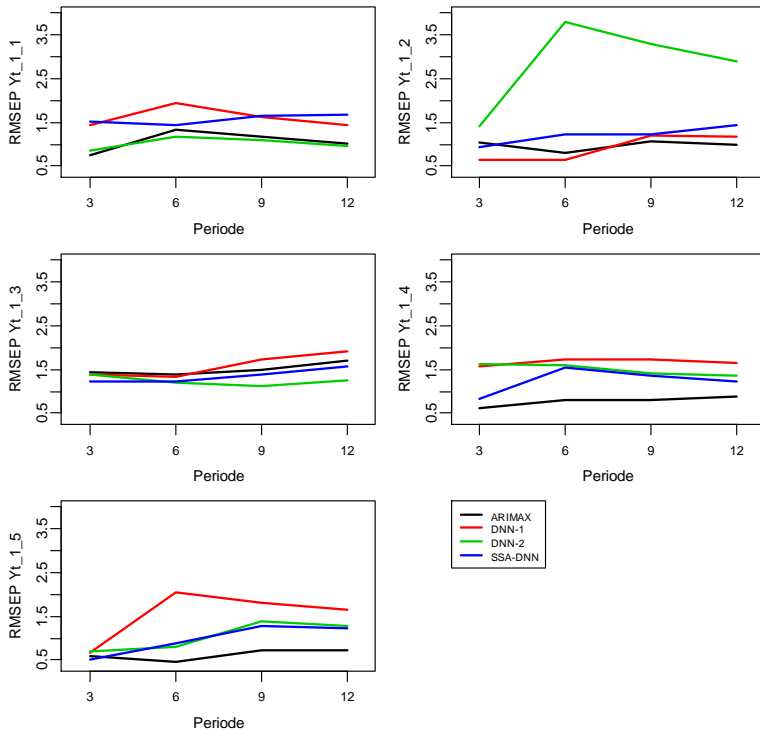 RMSEP Yt_1_1
3.5
2.5
1.5
0.5
3 6 9 12
Periode
RMSEP Yt_1_2
3.5
2.5
1.5
0.5
3 6 9 12
Periode
RMSEP Yt_1_3
3.5
2.5
1.5
0.5
3 6 9 12
Periode
RMSEP Yt_1_4
3.5
2.5
1.5
0.5
3 6 9 12
Periode
RMSEP Yt_1_5
3.5
2.5
1.5
0.5
3 6 9 12
Periode
ARIMAX
DNN-1
DNN-2
SSA-DNN